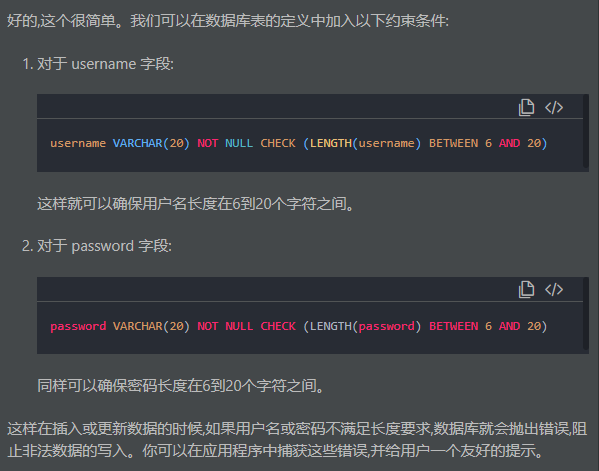 好的,这个很简单。我们可以在数据库表的定义中加入以下约束条件:
1. 对于 username 字段:
username VARCHAR(20) NOT NULL CHECK (LENGTH(username) BETWEEN 6 AND 20)
这样就可以确保用户名长度在6到20个字符之间。
2. 对于 password 字段:
password VARCHAR(20) NOT NULL CHECK (LENGTH(password) BETWEEN 6 AND 20)
同样可以确保密码长度在6到20个字符之间。
这样在插入或更新数据的时候,如果用户名或密码不满足长度要求,数据库就会抛出错误,阻
止非法数据的写入。你可以在应用程序中捕获这些错误,并给用户一个友好的提示。